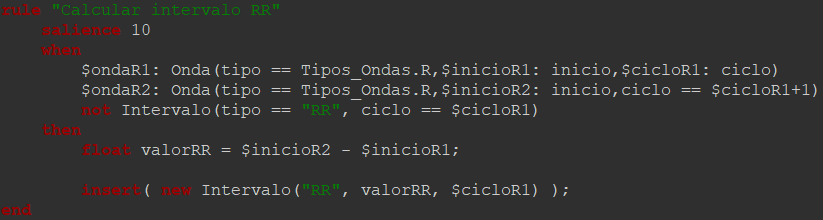 rule "Calcular intervalo RR"
    salience 10
    when
        $ondaR1: Onda(tipo == Tipos_Ondas.R,$inicioR1: inicio,$cicloR1: ciclo)
        $ondaR2: Onda(tipo == Tipos_Ondas.R,$inicioR2: inicio,ciclo == $cicloR1+1)
        not Intervalo(tipo == "RR", ciclo == $cicloR1)
    then
        float valorRR = $inicioR2 - $inicioR1;
        insert( new Intervalo("RR", valorRR, $cicloR1) );
end